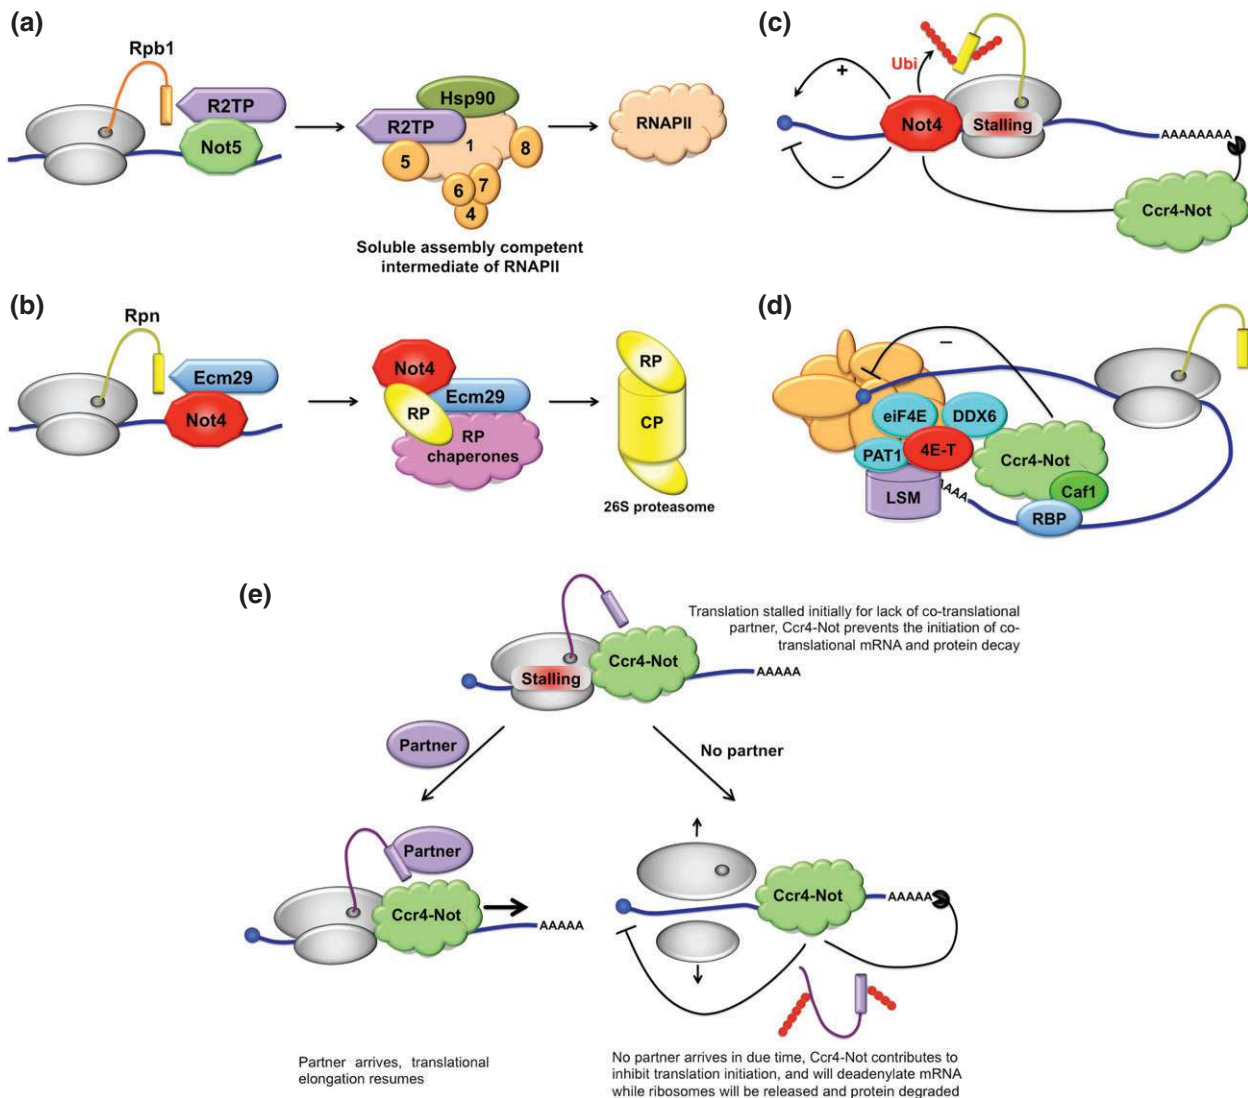 (a)
Rpb1
R2TP
Not5
Hsp90
R2TP
1
5
8
6
7
4
Soluble assembly competent
intermediate of RNAPII
RNAPII
(b)
Rpn
Ecm29
Not4
Not4
Ecm29
RP
RP
chaperones
RP
CP
26S proteasome
(c)
+
Ubi
Not4
Stalling
AAAAAAAA
–
Ccr4-Not
(d)
–
eiF4E
DDX6
PAT1
4E-T
Ccr4-Not
LSM
AAAA
Caf1
RBP
(e)
Translation stalled initially for lack of co-translational
partner, Ccr4-Not prevents the initiation of co-
translational mRNA and protein decay
Ccr4-Not
Stalling
AAAAA
Partner
No partner
Partner
Ccr4-Not
AAAAA
Ccr4-Not
AAAAA
Partner arrives, translational
elongation resumes
No partner arrives in due time, Ccr4-Not contributes to
inhibit translation initiation, and will deadenylate mRNA
while ribosomes will be released and protein degraded